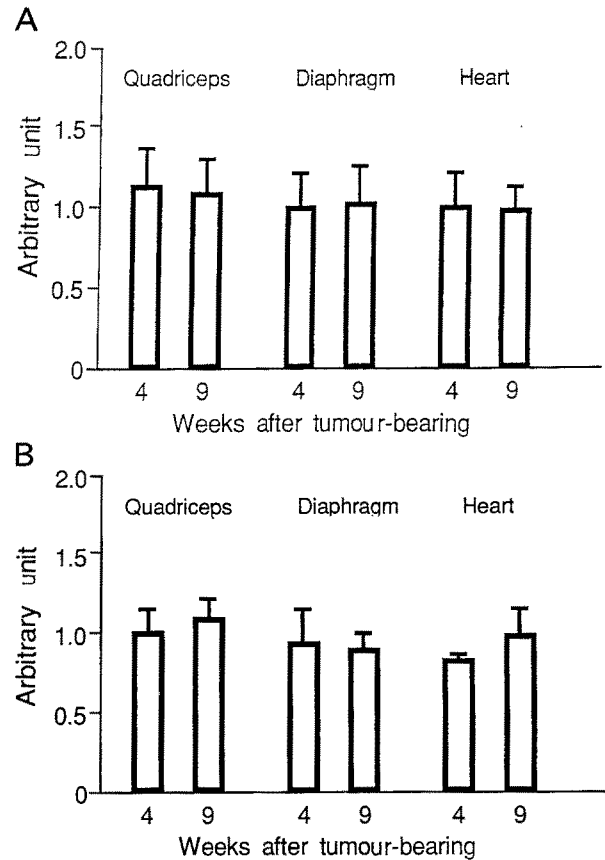 A
2.0
Quadriceps Diaphragm Heart
1.5
1.0
0.5
0
Arbitrary unit
4 9 4 9 4 9
Weeks after tumour-bearing
B
2.0
Quadriceps Diaphragm Heart
1.5
1.0
0.5
0
Arbitrary unit
4 9 4 9 4 9
Weeks after tumour-bearing